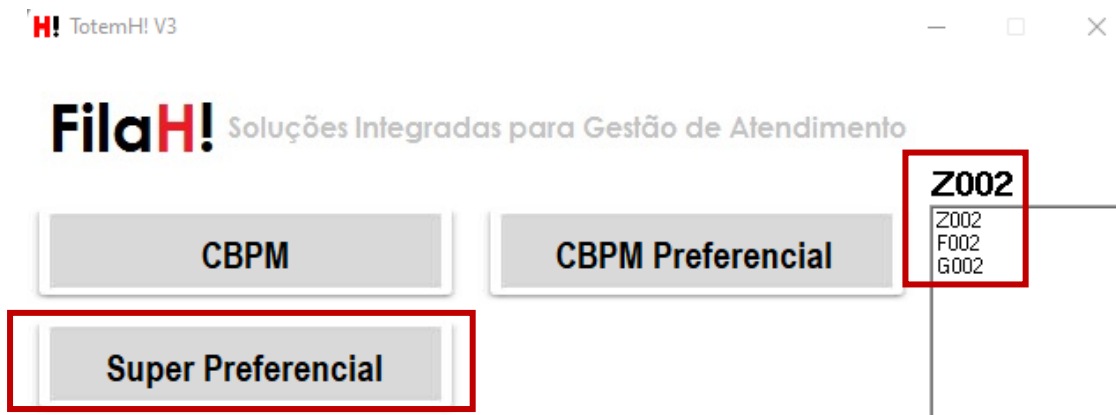 H! TotemH! V3
FilaH! Soluções Integradas para Gestão de Atendimento
Z002
Z002
F002
G002
CBPM
CBPM Preferencial
Super Preferencial